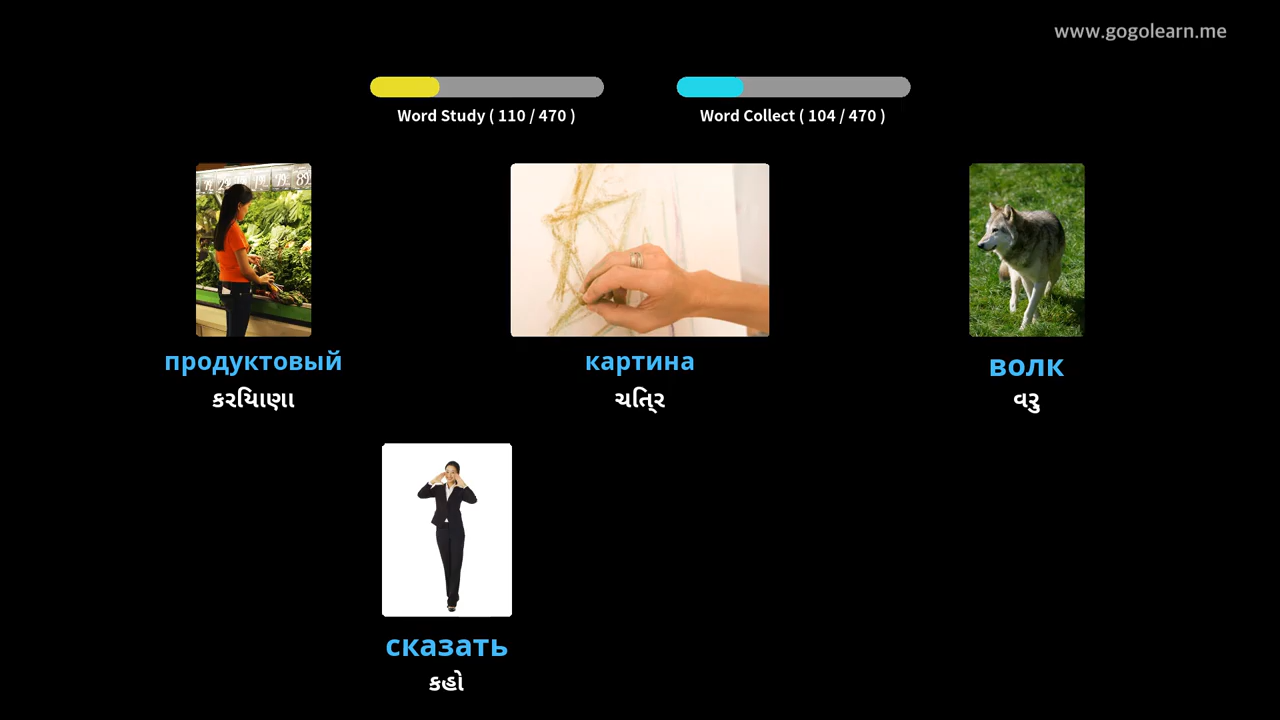 www.gogolearn.me
Word Study ( 110 / 470 )
Word Collect ( 104 / 470 )
продуктовый
картина
волк
કરિયાણા
ચિત્ર
વરુ
сказать
કહો